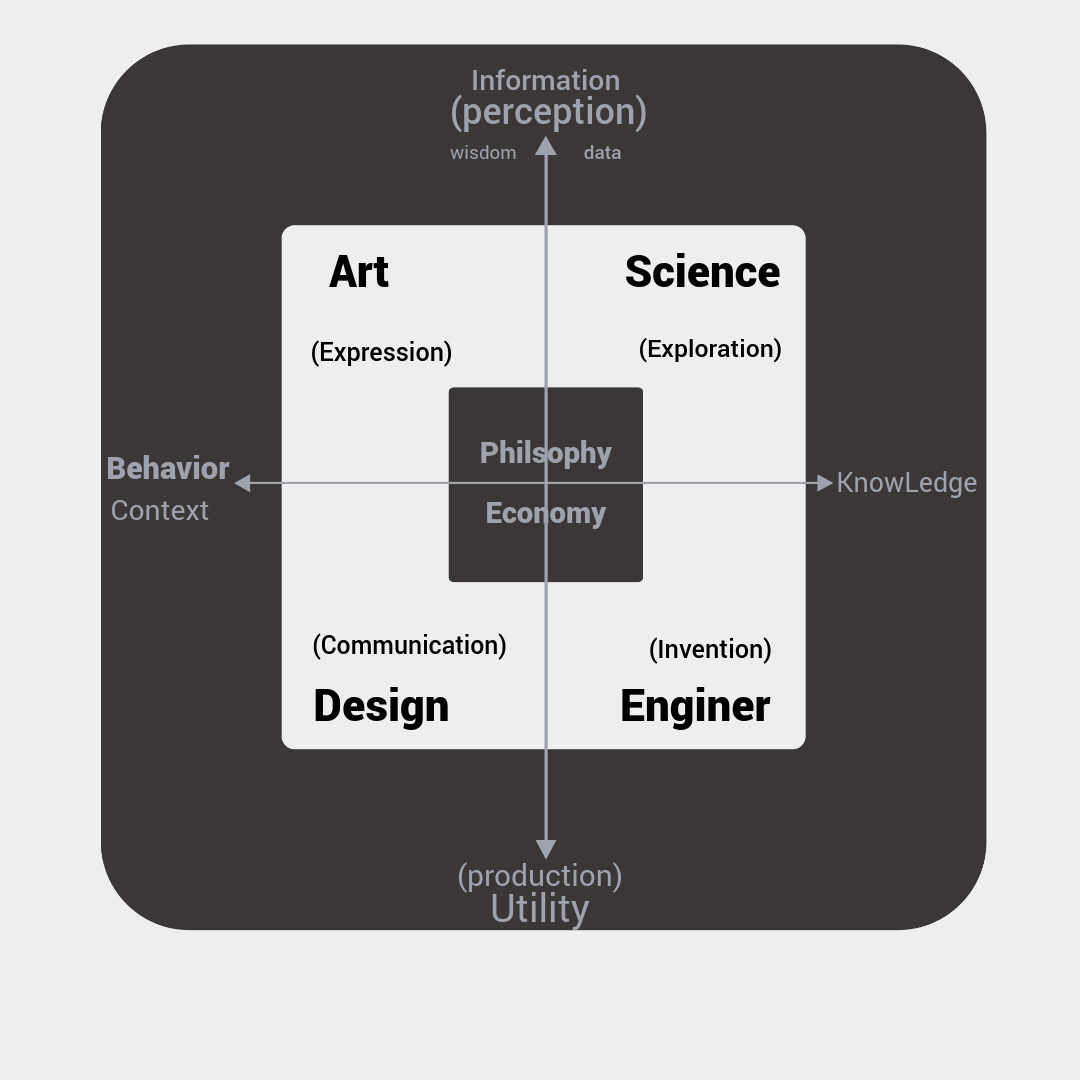 Information
(perception)
wisdom data
Art Science
(Expression) (Exploration)
Philsophy
Behavior KnowLedge
Context
Economy
(Communication) (Invention)
Design Enginer
(production)
Utility